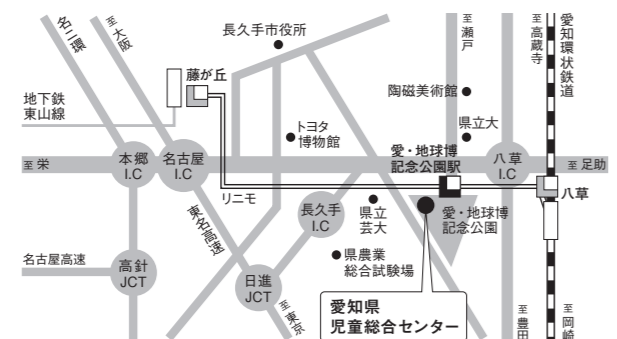 名二環
至大阪
長久手市役所
至瀬戸
至高蔵寺
愛知環状鉄道
藤が丘
地下鉄
東山線
陶磁美術館
トヨタ
博物館
県立大
愛・地球博
記念公園駅
至栄
本郷
I.C
名古屋
I.C
八草
I.C
至足助
リニモ
八草
東名高速
長久手
I.C
県立
芸大
愛・地球博
記念公園
名古屋高速
高針
JCT
県農業
総合試験場
日進
JCT
至東京
愛知県
児童総合センター
至豊田
至岡崎